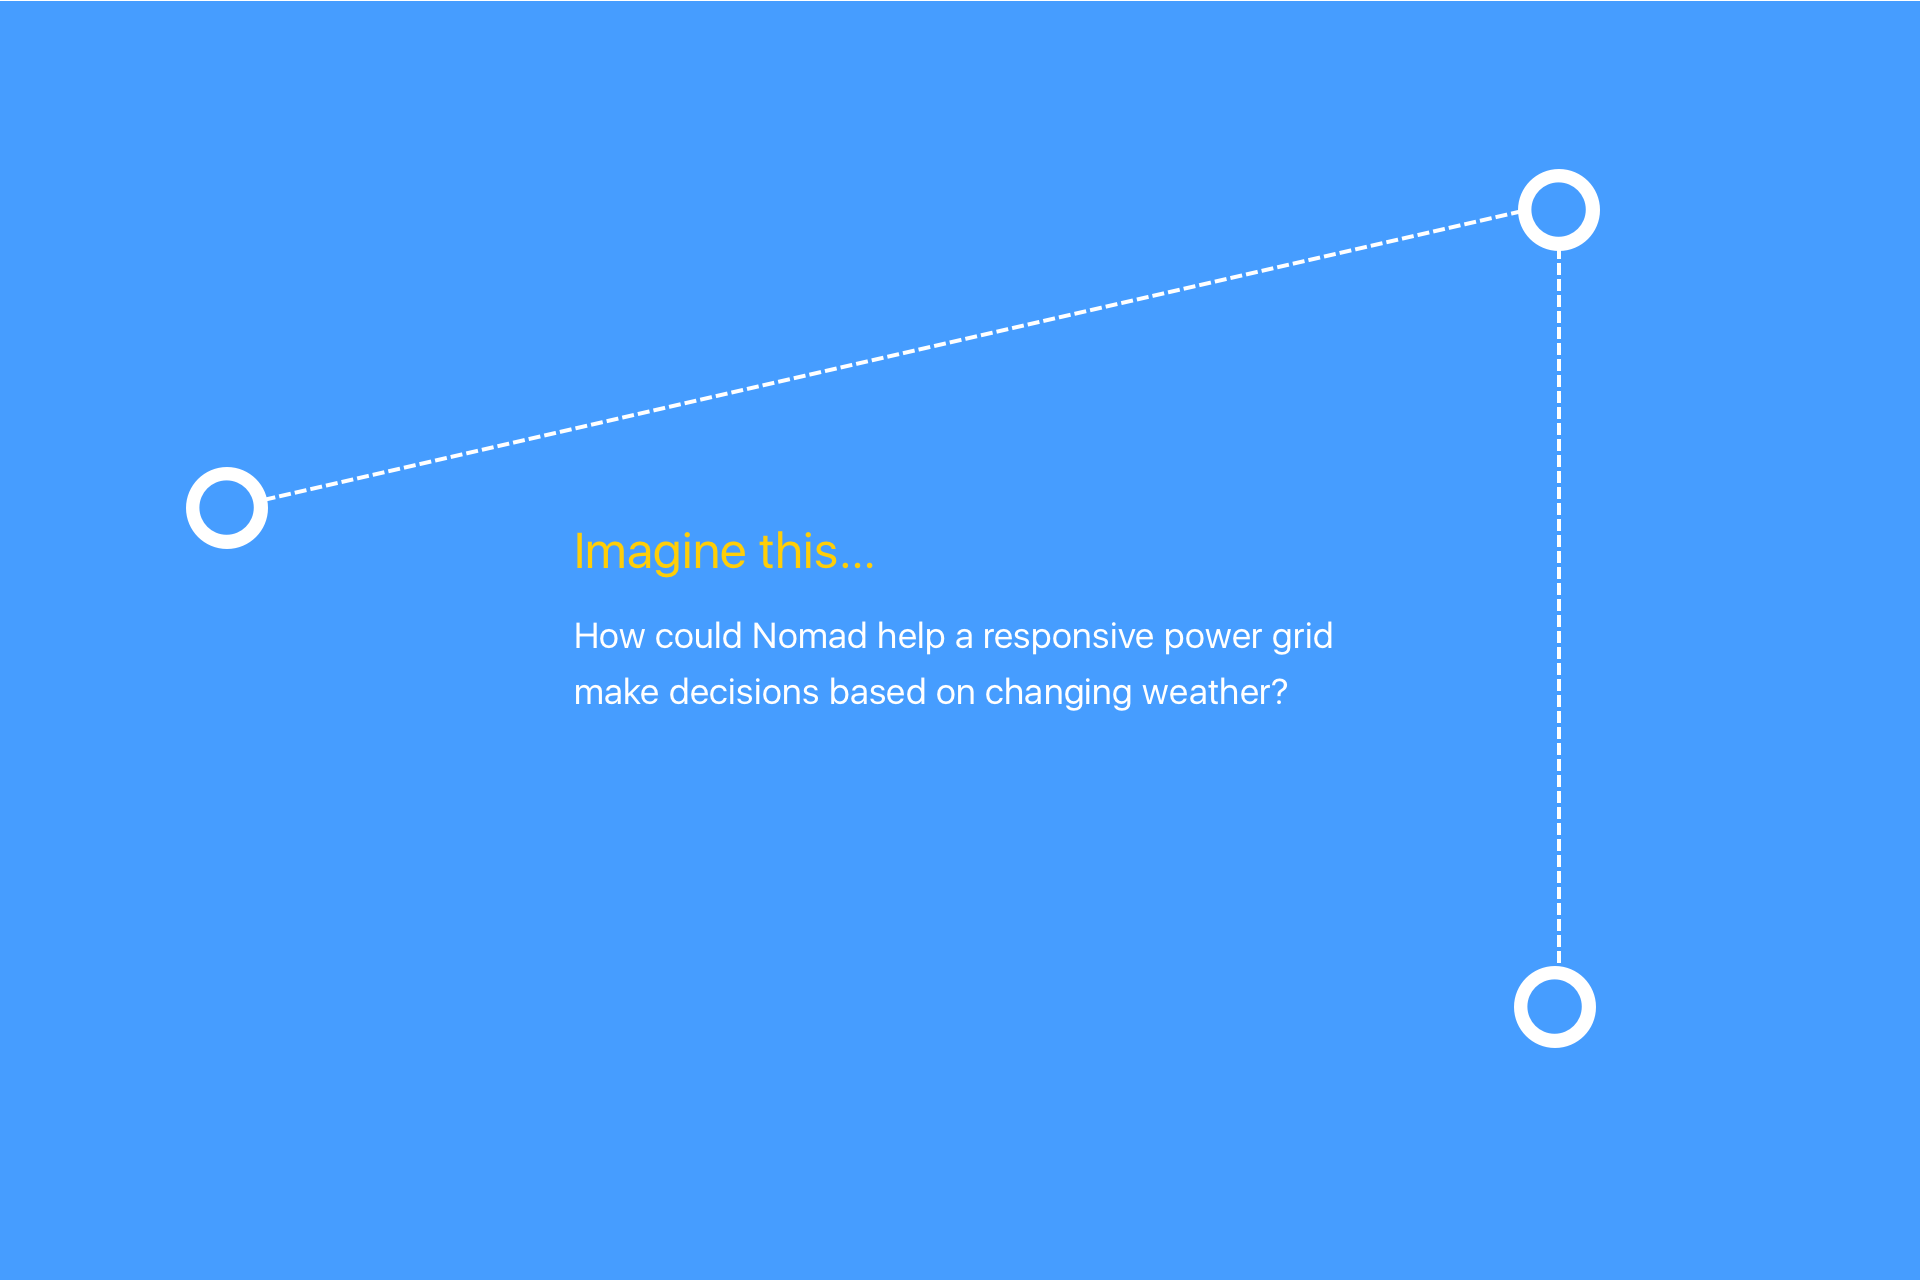 Imagine this...
How could Nomad help a responsive power grid
make decisions based on changing weather?